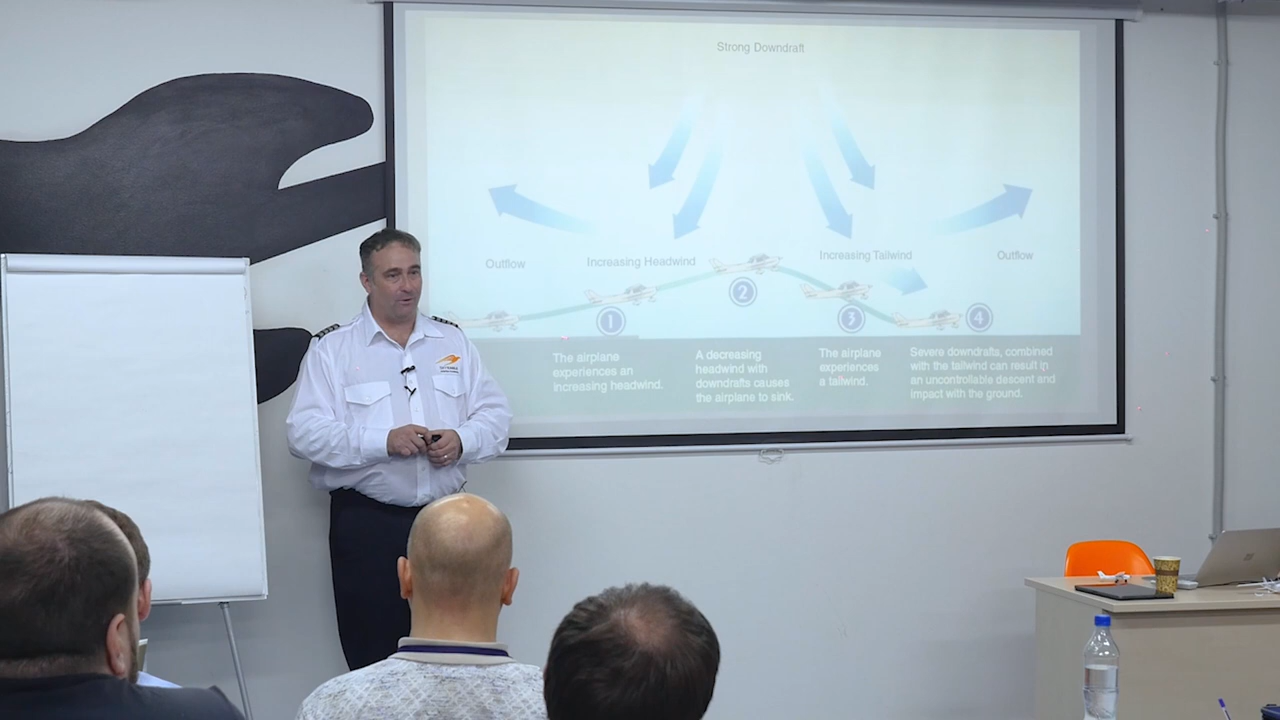 Strong Downdraft
Outflow
Increasing Headwind
Increasing Tailwind
Outflow
1
2
3
4
The airplane
experiences an
increasing headwind.
A decreasing
headwind with
downdrafts causes
the airplane to sink.
The airplane
experiences
a tailwind.
Severe downdrafts, combined
with the tailwind can result in
an uncontrollable descent and
impact with the ground.